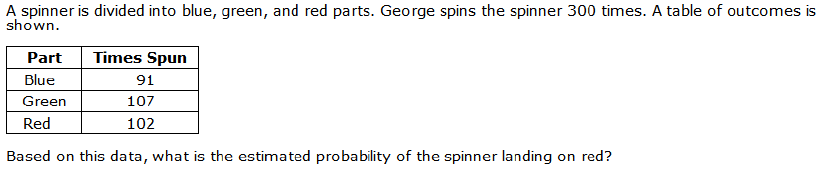 A spinner is divided into blue, green, and red parts. George spins the spinner 300 times. A table of outcomes is
shown.
Part Times Spun
Blue 91
Green 107
Red 102
Based on this data, what is the estimated probability of the spinner landing on red?